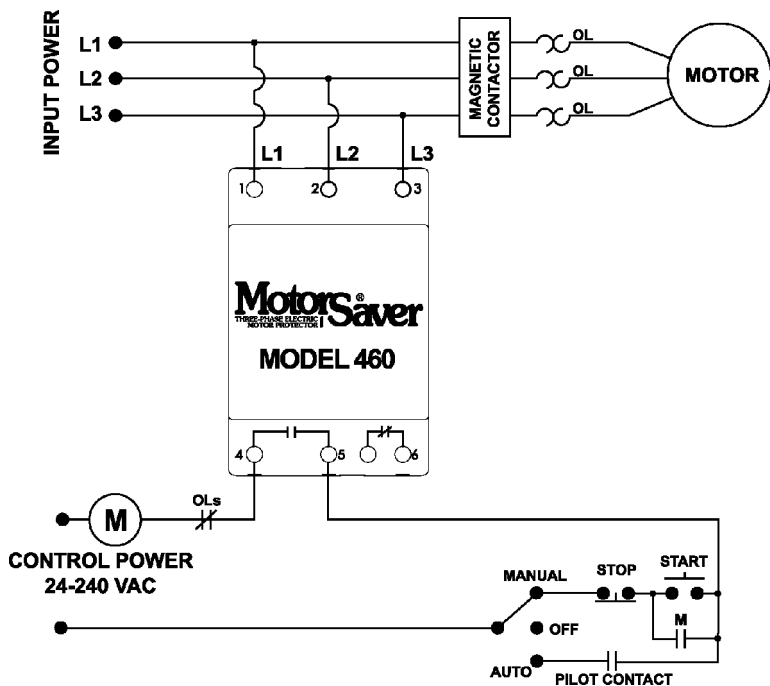 INPUT POWER
L1
L2
L3
MAGNETIC
CONTACTOR
OL
OL
OL
MOTOR
L1
L2
L3
1
2
3
MotorSaver®
THREE-PHASE ELECTRIC
MOTOR PROTECTOR
MODEL 460
4
5
6
OLs
M
CONTROL POWER
24-240 VAC
MANUAL
STOP
START
OFF
M
AUTO
PILOT CONTACT